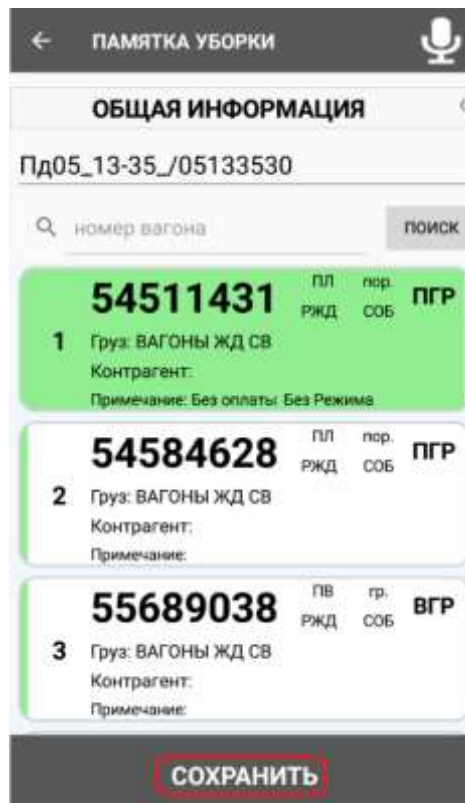 ПАМЯТКА УБОРКИ
ОБЩАЯ ИНФОРМАЦИЯ
Пд05_13-35_/05133530
номер вагона ПОИСК
54511431 ПЛ пор. ПГР
РЖД СОБ
1 Груз: ВАГОНЫ ЖД СВ
Контрагент:
Примечание: Без оплаты Без Режима
54584628 ПЛ пор. ПГР
РЖД СОБ
2 Груз: ВАГОНЫ ЖД СВ
Контрагент:
Примечание:
55689038 ПВ гр. ВГР
РЖД СОБ
3 Груз: ВАГОНЫ ЖД СВ
Контрагент:
Примечание:
СОХРАНИТЬ